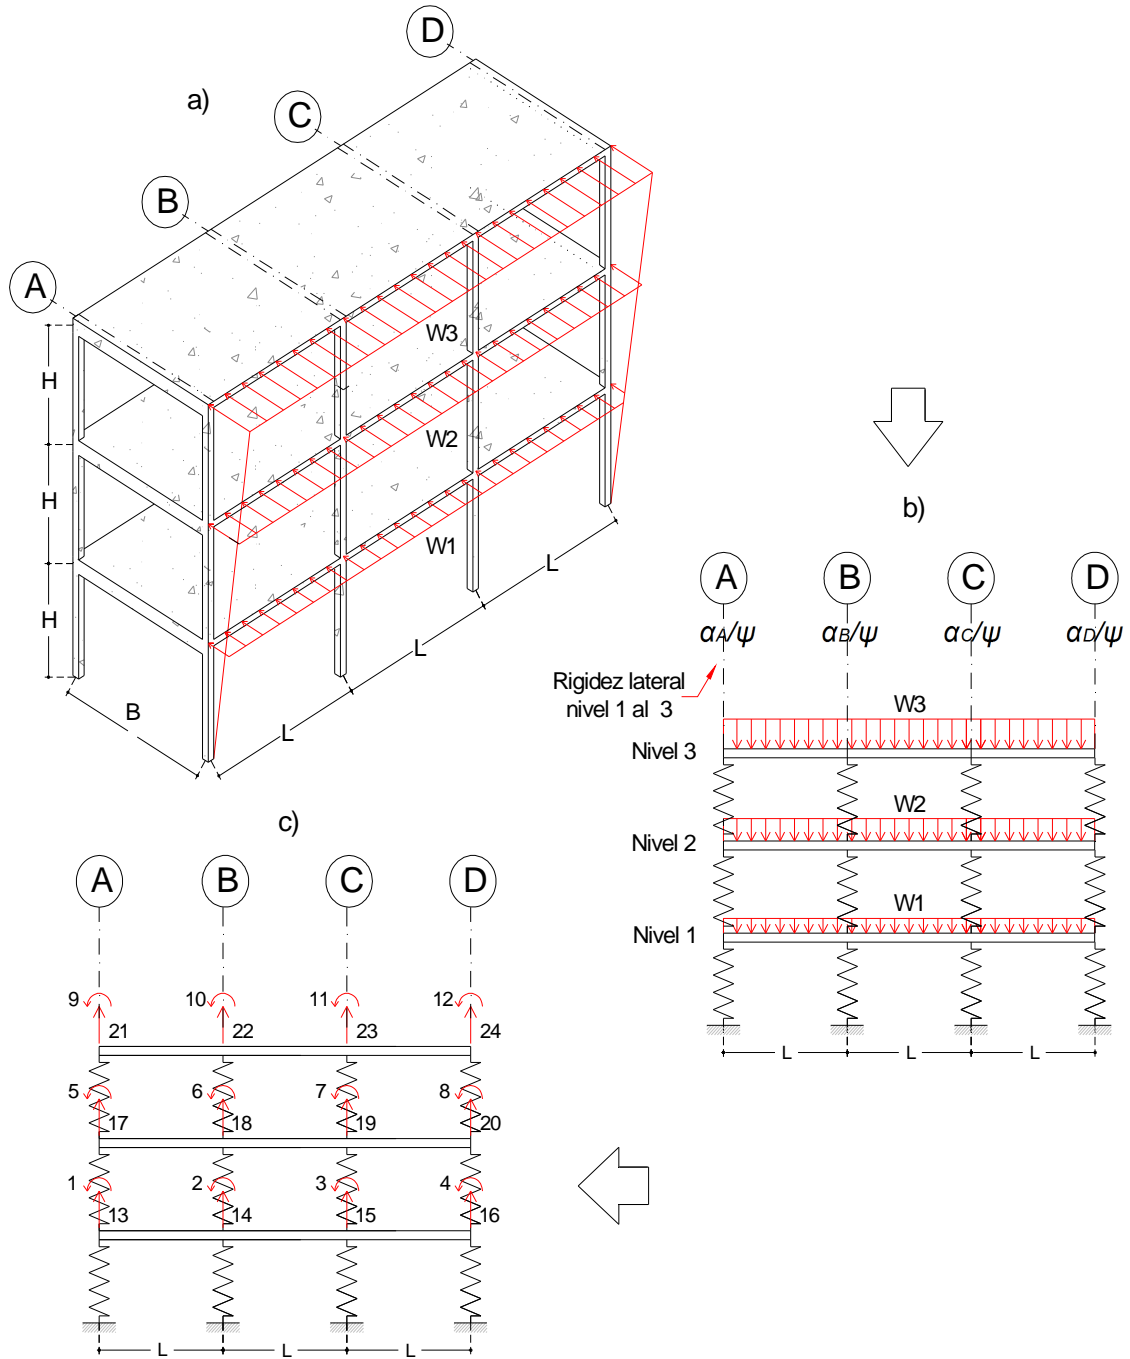 a)
D
C
B
A
W3
W2
W1
H
H
H
B
L
L
L
b)
A
B
C
D
αA/ψ
αB/ψ
αC/ψ
αD/ψ
Rigidez lateral
nivel 1 al 3
W3
Nivel 3
W2
Nivel 2
W1
Nivel 1
L
L
L
c)
A
B
C
D
9
10
11
12
21
22
23
24
5
6
7
8
17
18
19
20
1
2
3
4
13
14
15
16
L
L
L